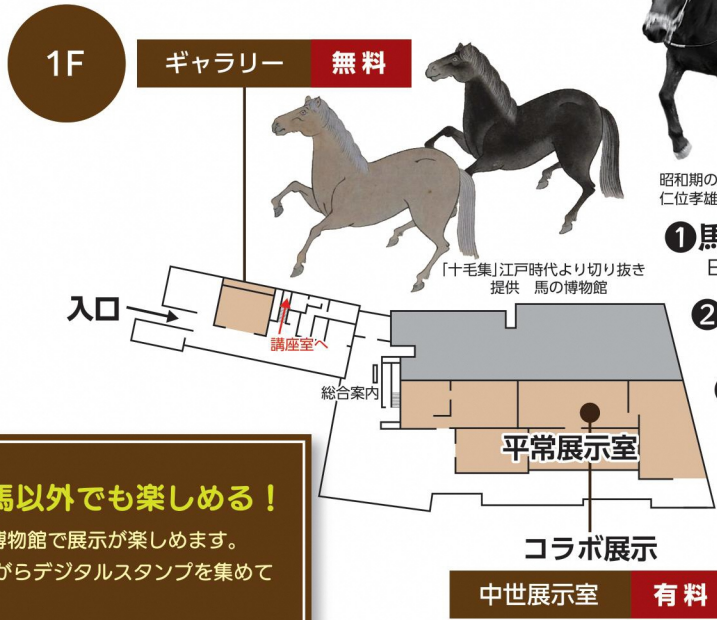 1F
ギャラリー 無料
昭和期の
仁位孝雄
❶馬
「十毛集」江戸時代より切り抜き
提供 馬の博物館
❷
入口
講座室へ
総合案内
平常展示室
コラボ展示
中世展示室 有料
馬以外でも楽しめる！
博物館で展示が楽しめます。
がらデジタルスタンプを集めて